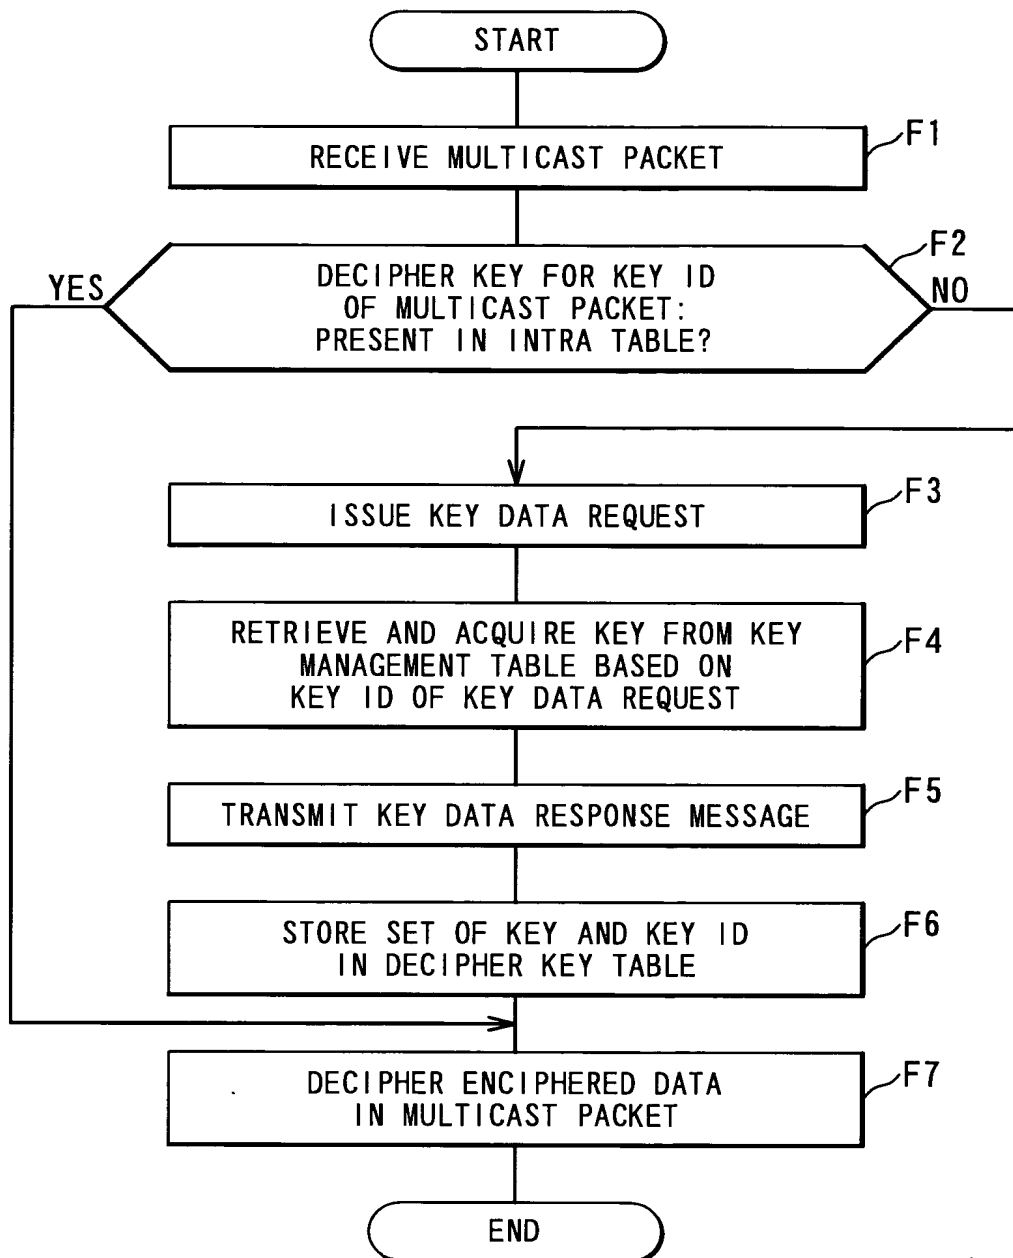 START
RECEIVE MULTICAST PACKET
F1
F2
YES
DECIPHER KEY FOR KEY ID
OF MULTICAST PACKET:
PRESENT IN INTRA TABLE?
NO
F3
ISSUE KEY DATA REQUEST
RETRIEVE AND ACQUIRE KEY FROM KEY
MANAGEMENT TABLE BASED ON
KEY ID OF KEY DATA REQUEST
F4
F5
TRANSMIT KEY DATA RESPONSE MESSAGE
F6
STORE SET OF KEY AND KEY ID
IN DECIPHER KEY TABLE
F7
DECIPHER ENCIPHERED DATA
IN MULTICAST PACKET
END